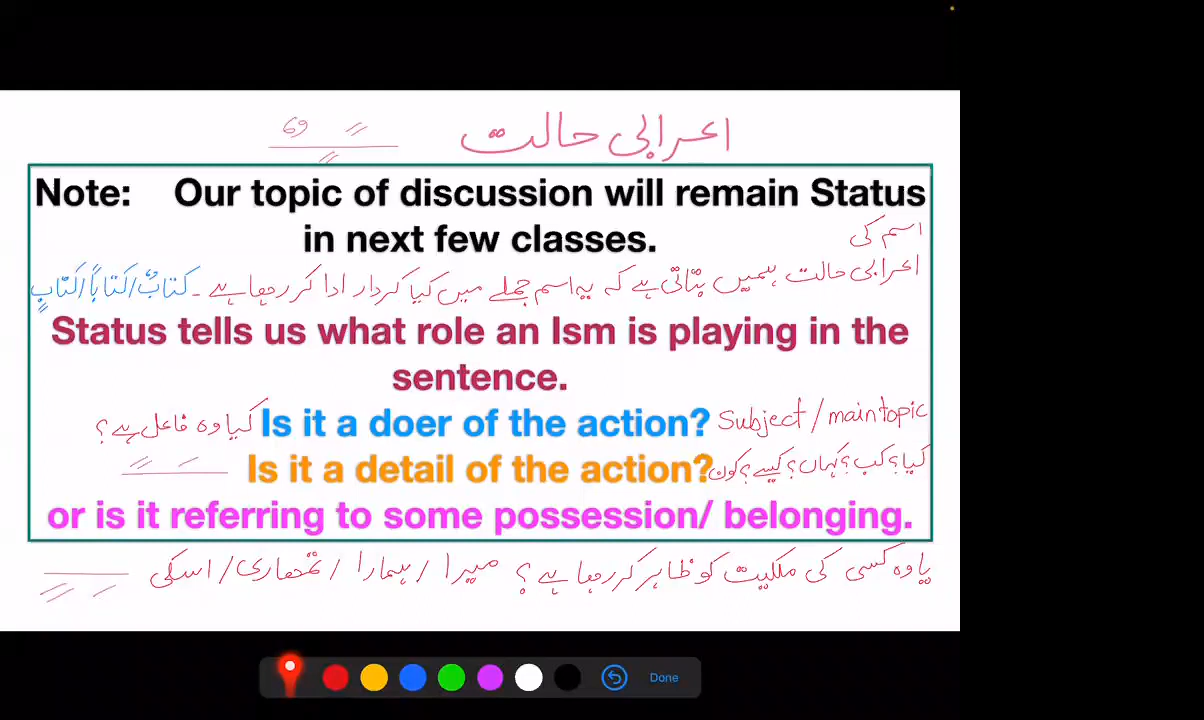 اعرابی حالت
Note: Our topic of discussion will remain Status
in next few classes.
اسم کی
اعرابی حالت ہمیں بتاتی ہے کہ یہ اسم جملے میں کیا کردار ادا کر رہا ہے ۔ کتابٌ/کتاباً/کتابٍ
Status tells us what role an Ism is playing in the
sentence.
Is it a doer of the action? Subject/main topic کیا وہ فاعل ہے؟
Is it a detail of the action? کیا؟ کب؟ کہاں؟ کیسے؟ کون
or is it referring to some possession/ belonging.
یا وہ کسی کی ملکیت کو ظاہر کر رہا ہے؟ میرا / ہمارا / تمھاری / اسکی
Done